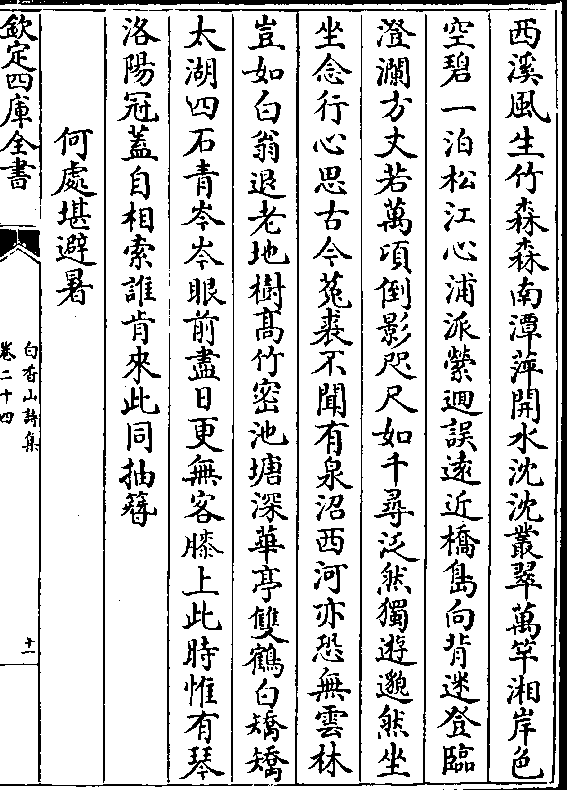 西溪風生竹森森南潭萍開水沈沈叢翠萬竿湘岸色
空碧一泊松江心浦派縈迴誤遠近橋島向背迷登臨
澄瀾方丈若萬頃倒影咫尺如千尋泛然獨遊邈然坐
坐念行心思古今菟裘不聞有泉沼西河亦恐無雲林
豈如白翁退老地樹髙竹密池塘深華亭雙鶴白矯矯
太湖四石青岑岑眼前盡日更無客膝上此時惟有琴
洛陽冠蓋自相索誰肯來此同抽簪
何處堪避暑
欽定四庫全書
白香山詩集
卷二十四
十一